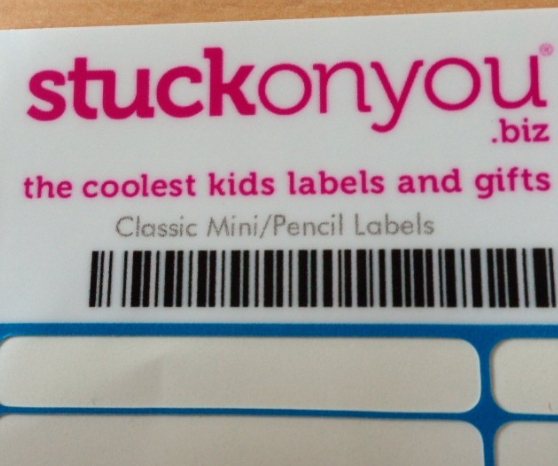 stuckonyou®
.biz
the coolest kids labels and gifts
Classic Mini/Pencil Labels